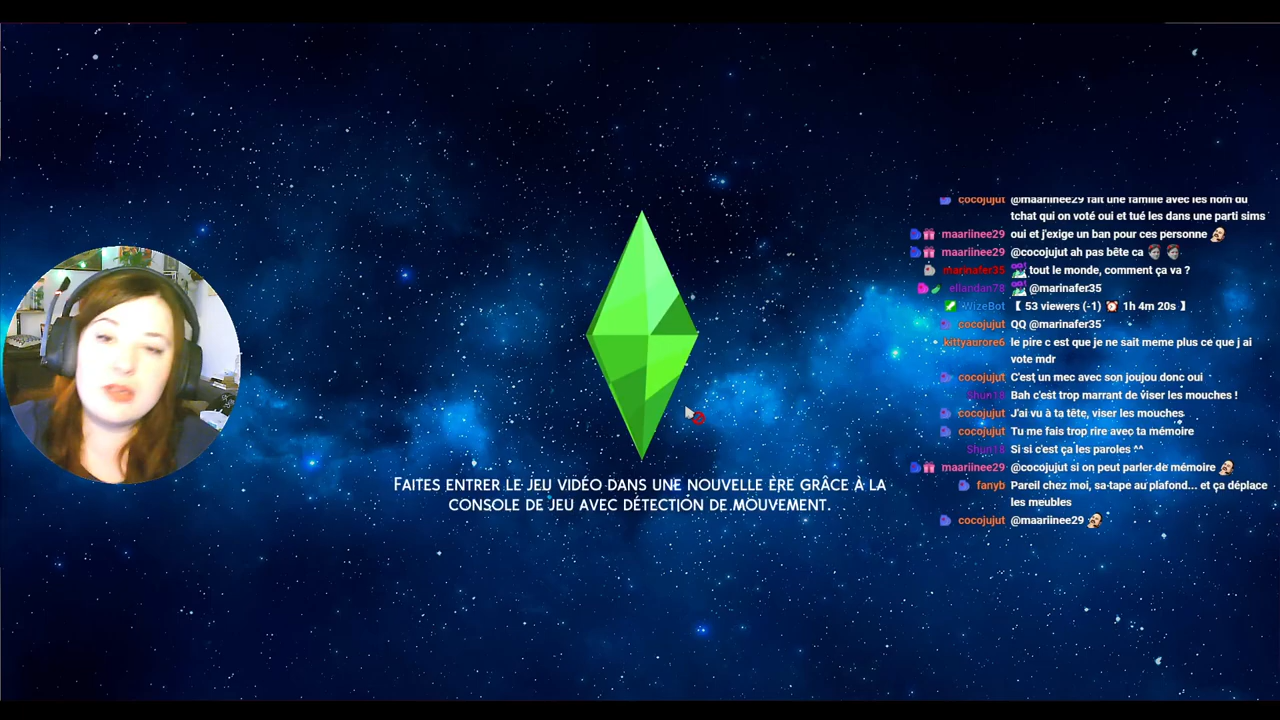 FAITES ENTRER LE JEU VIDÉO DANS UNE NOUVELLE ÈRE GRÂCE À LA
CONSOLE DE JEU AVEC DÉTECTION DE MOUVEMENT.
cocojujut @maariinee29 fait une famille avec les nom du
tchat qui on voté oui et tué les dans une parti sims
maariinee29 oui et j'exige un ban pour ces personne
maariinee29 @cocojujut ah pas bête ca
marinafer35 tout le monde, comment ça va ?
ellandan78 @marinafer35
WizeBot 【 53 viewers (-1) ⏰ 1h 4m 20s 】
cocojujut QQ @marinafer35
kittyaurore6 le pire c est que je ne sait meme plus ce que j ai
vote mdr
cocojujut C'est un mec avec son joujou donc oui
Shun18 Bah c'est trop marrant de viser les mouches !
cocojujut J'ai vu à ta tête, viser les mouches
cocojujut Tu me fais trop rire avec ta mémoire
Shun18 Si si c'est ça les paroles ^^
maariinee29 @cocojujut si on peut parler de mémoire
fanyb Pareil chez moi, sa tape au plafond... et ça déplace
les meubles
cocojujut @maariinee29